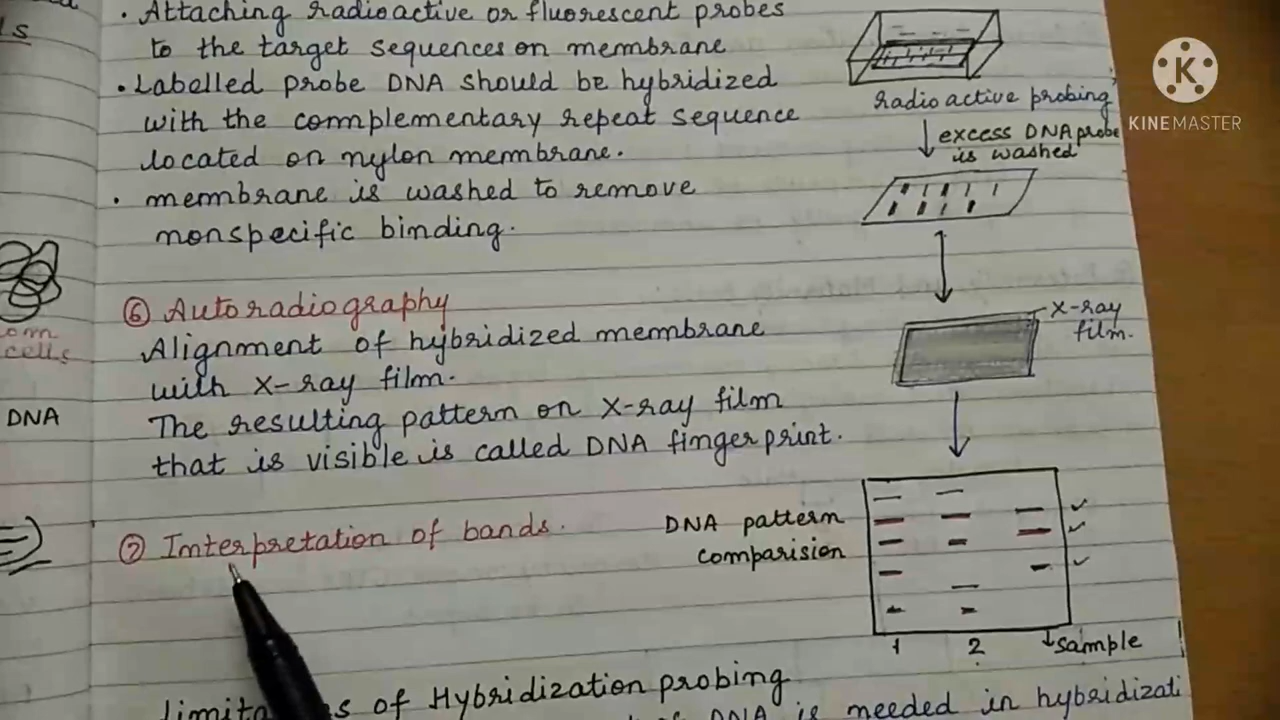 • Attaching radioactive or fluorescent probes
to the target sequences on membrane
• Labelled probe DNA should be hybridized
with the complementary repeat sequence
located on nylon membrane.
• membrane is washed to remove
nonspecific binding.
⑥ Autoradiography
Alignment of hybridized membrane
with X-ray film.
The resulting pattern on X-ray film
that is visible is called DNA fingerprint.
⑦ Interpretation of bands.
of Hybridization probing
DNA is needed in hybridizati
radioactive probing
excess DNA probe
is washed
X-ray
film.
DNA pattern
comparision
1 2 sample
cells
DNA
K
KINEMASTER